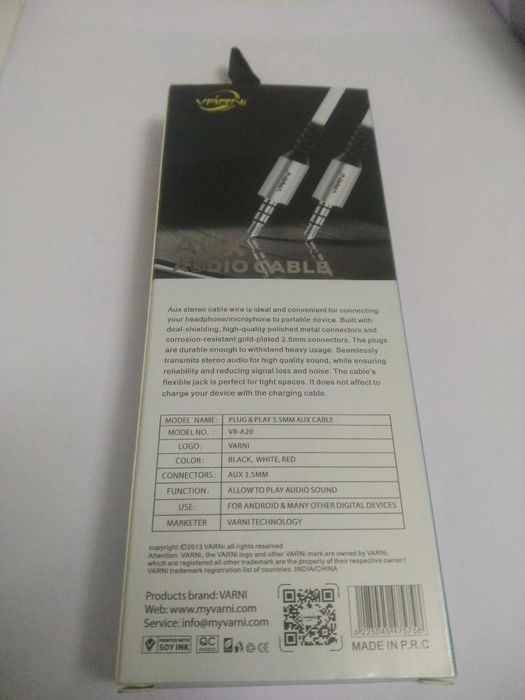 VARNI
VARNI
VARNI
AUX
AUDIO CABLE
Aux stereo cable wire is ideal and convenient for connecting
your headphone/microphone to portable device. Built with
deal-shielding, high-quality polished metal connectors and
corrosion-resistant gold-plated 3.5mm connectors. The plugs
are durable enough to withstand heavy usage. Seamlessly
transmits stereo audio for high quality sound, while ensuring
reliability and reducing signal loss and noise. The cable's
flexible jack is perfect for tight spaces. It does not affect to
charge your device with the charging cable.
MODEL NAME: PLUG & PLAY 3.5MM AUX CABLE
MODEL NO. : VR-A20
LOGO: VARNI
COLOR: BLACK, WHITE, RED
CONNECTORS: AUX 3.5MM
FUNCTION: ALLOW TO PLAY AUDIO SOUND
USE: FOR ANDROID & MANY OTHER DIGITAL DEVICES
MARKETER VARNI TECHNOLOGY
copyright ©2013 VARNI. all rights reserved
Attention: VARNI, the VARNI logo and other VARNI mark are owned by VARNI,
which are registered all other trademark are the property of their respective owner!
VARNI trademark registration list of countries. INDIA/CHINA
Products brand: VARNI
Web: www.myvarni.com
Service: info@myvarni.com
PRINTED WITH
SOY INK
QC
PASSED
CE
6225045475756
MADE IN P.R.C